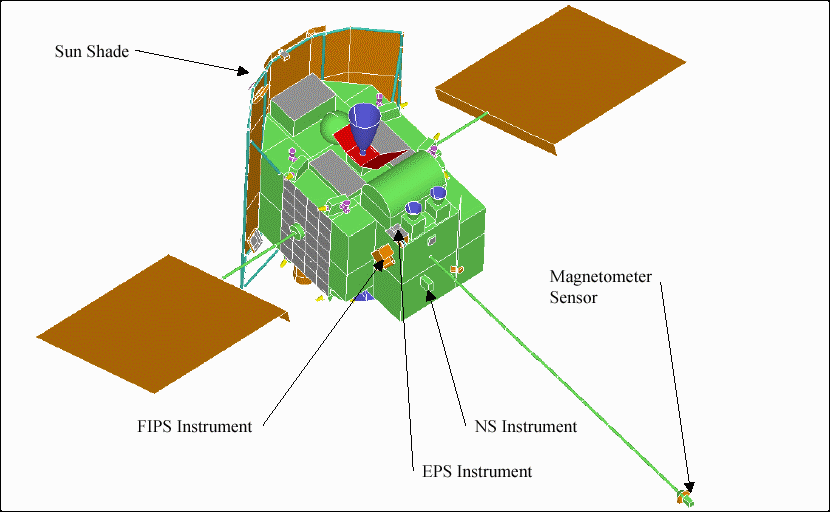 Sun Shade
Magnetometer
Sensor
FIPS Instrument
NS Instrument
EPS Instrument